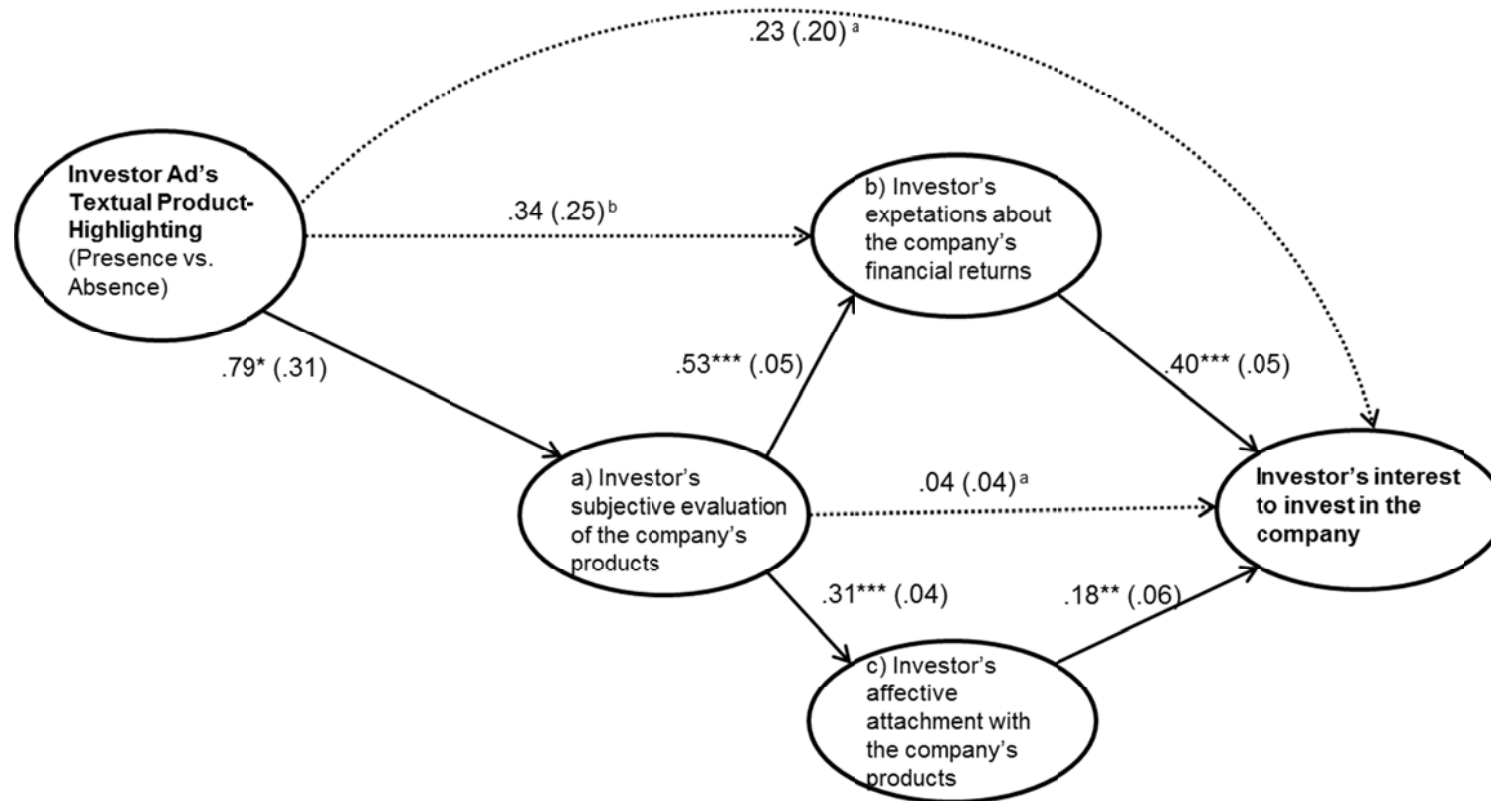 .23 (.20) a
Investor Ad's
Textual Product-
Highlighting
(Presence vs.
Absence)
.34 (.25) b
b) Investor's
expetations about
the company's
financial returns
.79* (.31)
.53*** (.05)
.40*** (.05)
a) Investor's
subjective evaluation
of the company's
products
.04 (.04) a
Investor's interest
to invest in the
company
.31*** (.04)
.18** (.06)
c) Investor's
affective
attachment with
the company's
products